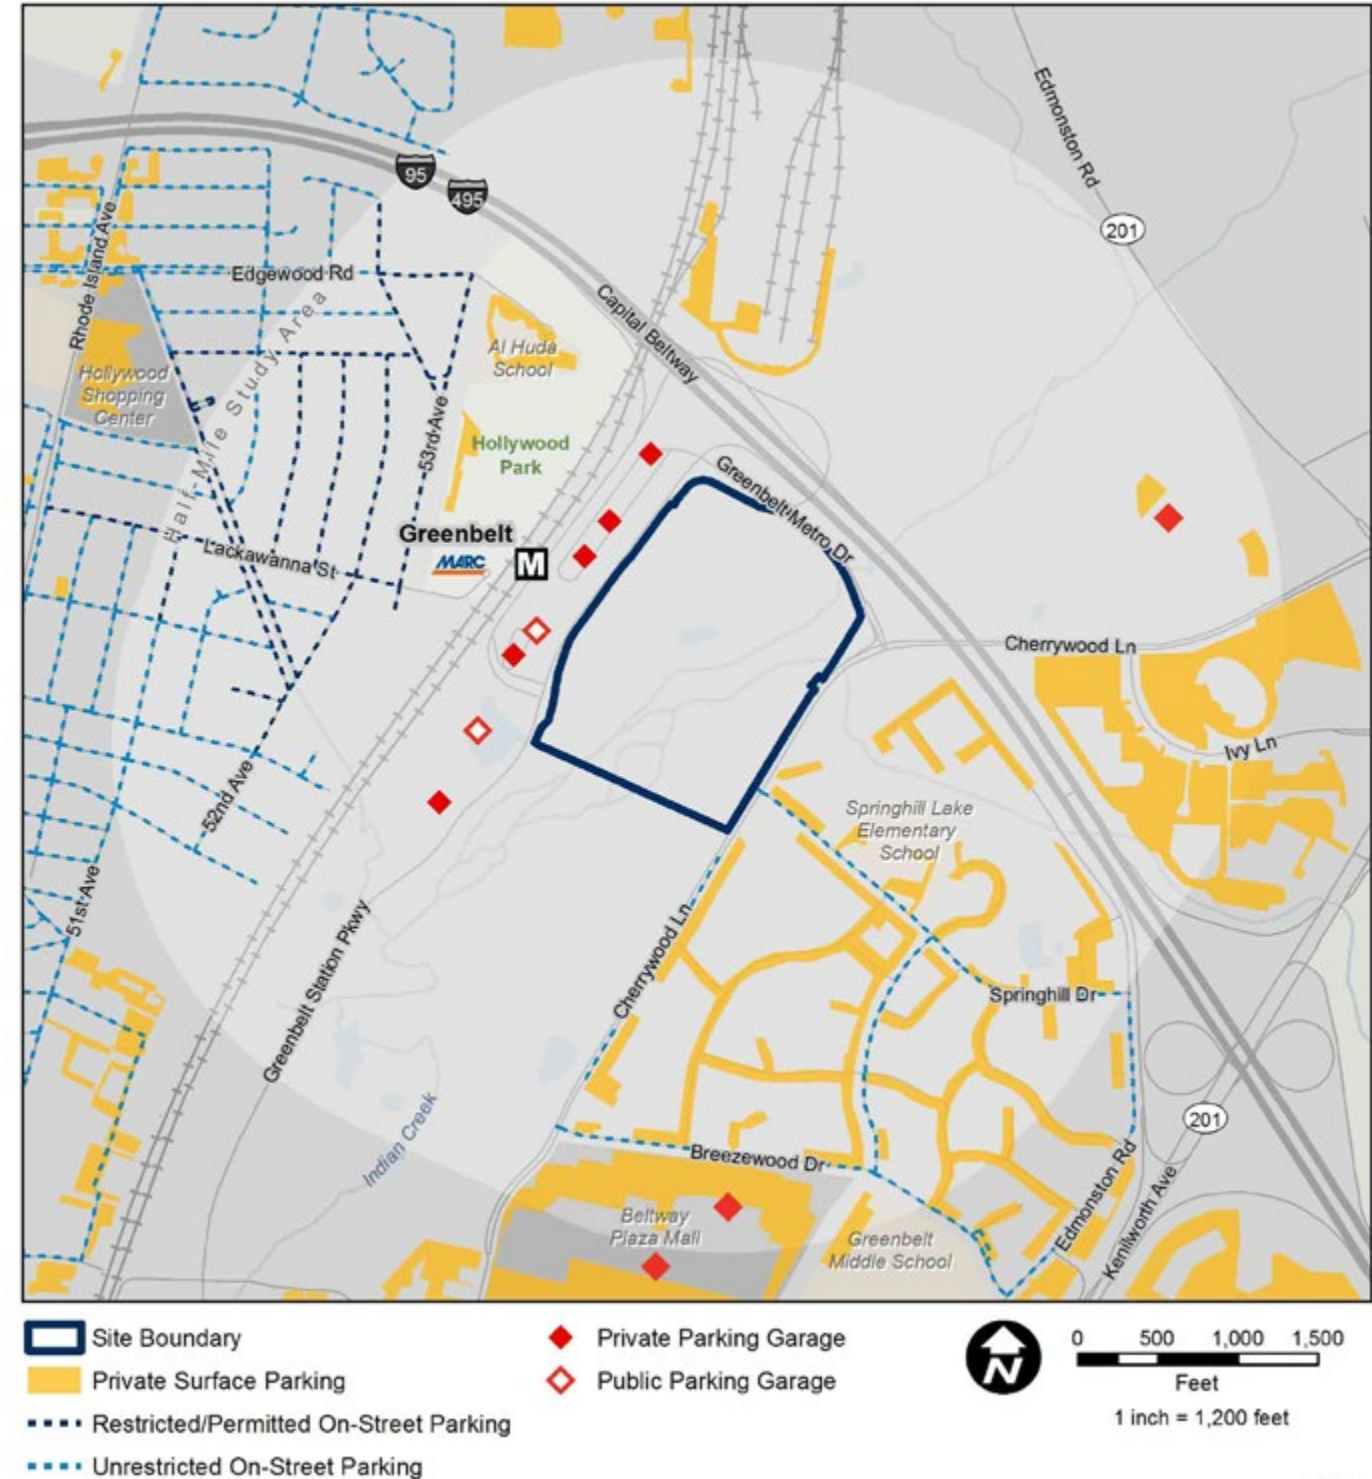 Edmonston Rd
95
495
201
Rhode Island Ave
Edgewood Rd
Capital Beltway
Half-Mile Study Area
Al Huda
School
Hollywood
Shopping
Center
53rd Ave
Hollywood
Park
Greenbelt Metro Dr
Greenbelt
MARC
M
Lackawanna St
Cherrywood Ln
Ivy Ln
52nd Ave
Springhill Lake
Elementary
School
51st Ave
Cherrywood Ln
Greenbelt Station Pkwy
Springhill Dr
Indian Creek
201
Breezewood Dr
Edmonston Rd
Kenilworth Ave
Beltway
Plaza Mall
Greenbelt
Middle School
Site Boundary
Private Surface Parking
Restricted/Permitted On-Street Parking
Unrestricted On-Street Parking
Private Parking Garage
Public Parking Garage
N
0 500 1,000 1,500
Feet
1 inch = 1,200 feet